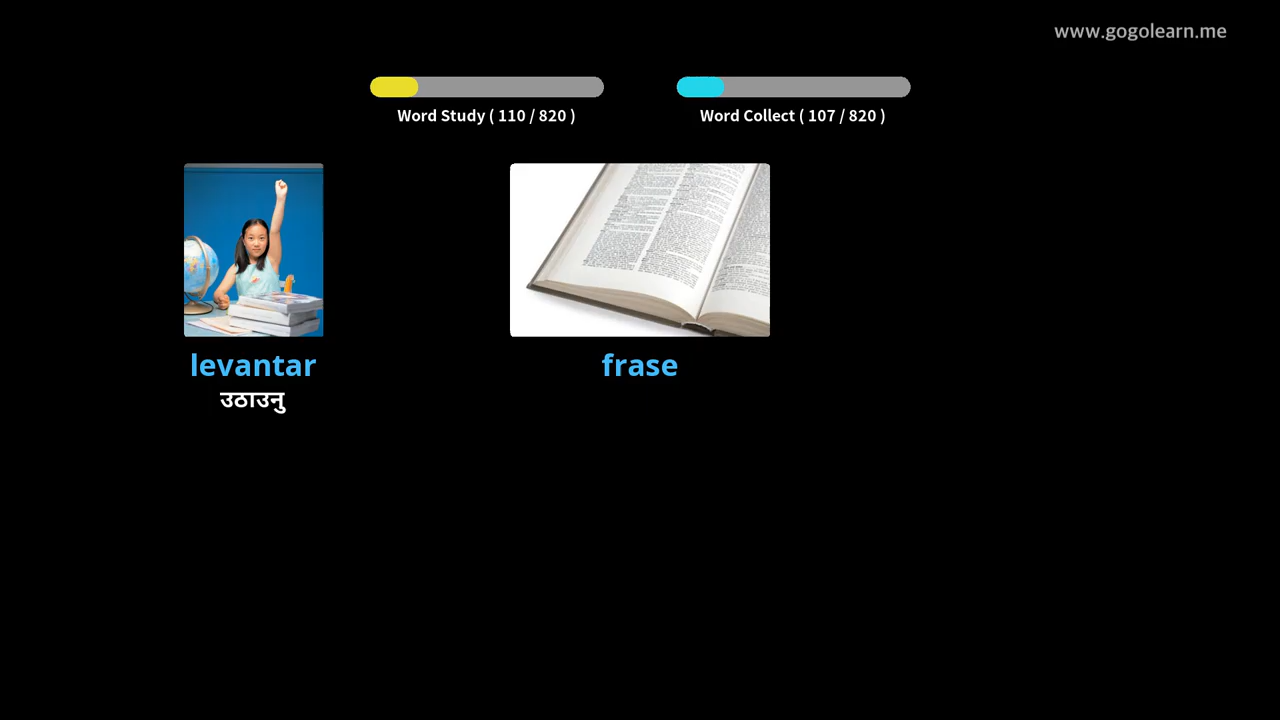 www.gogolearn.me
Word Study ( 110 / 820 )
Word Collect ( 107 / 820 )
levantar
उठाउनु
frase